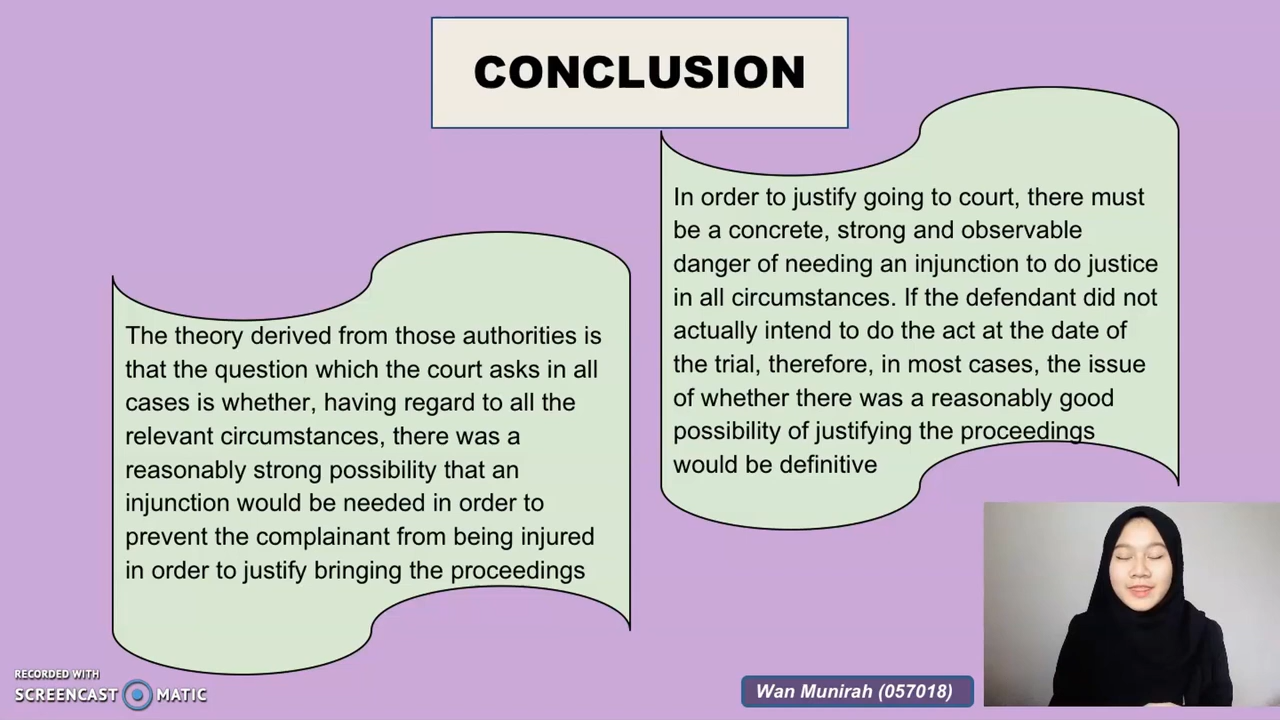 CONCLUSION
The theory derived from those authorities is
that the question which the court asks in all
cases is whether, having regard to all the
relevant circumstances, there was a
reasonably strong possibility that an
injunction would be needed in order to
prevent the complainant from being injured
in order to justify bringing the proceedings
In order to justify going to court, there must
be a concrete, strong and observable
danger of needing an injunction to do justice
in all circumstances. If the defendant did not
actually intend to do the act at the date of
the trial, therefore, in most cases, the issue
of whether there was a reasonably good
possibility of justifying the proceedings
would be definitive
RECORDED WITH
SCREENCAST MATIC
Wan Munirah (057018)